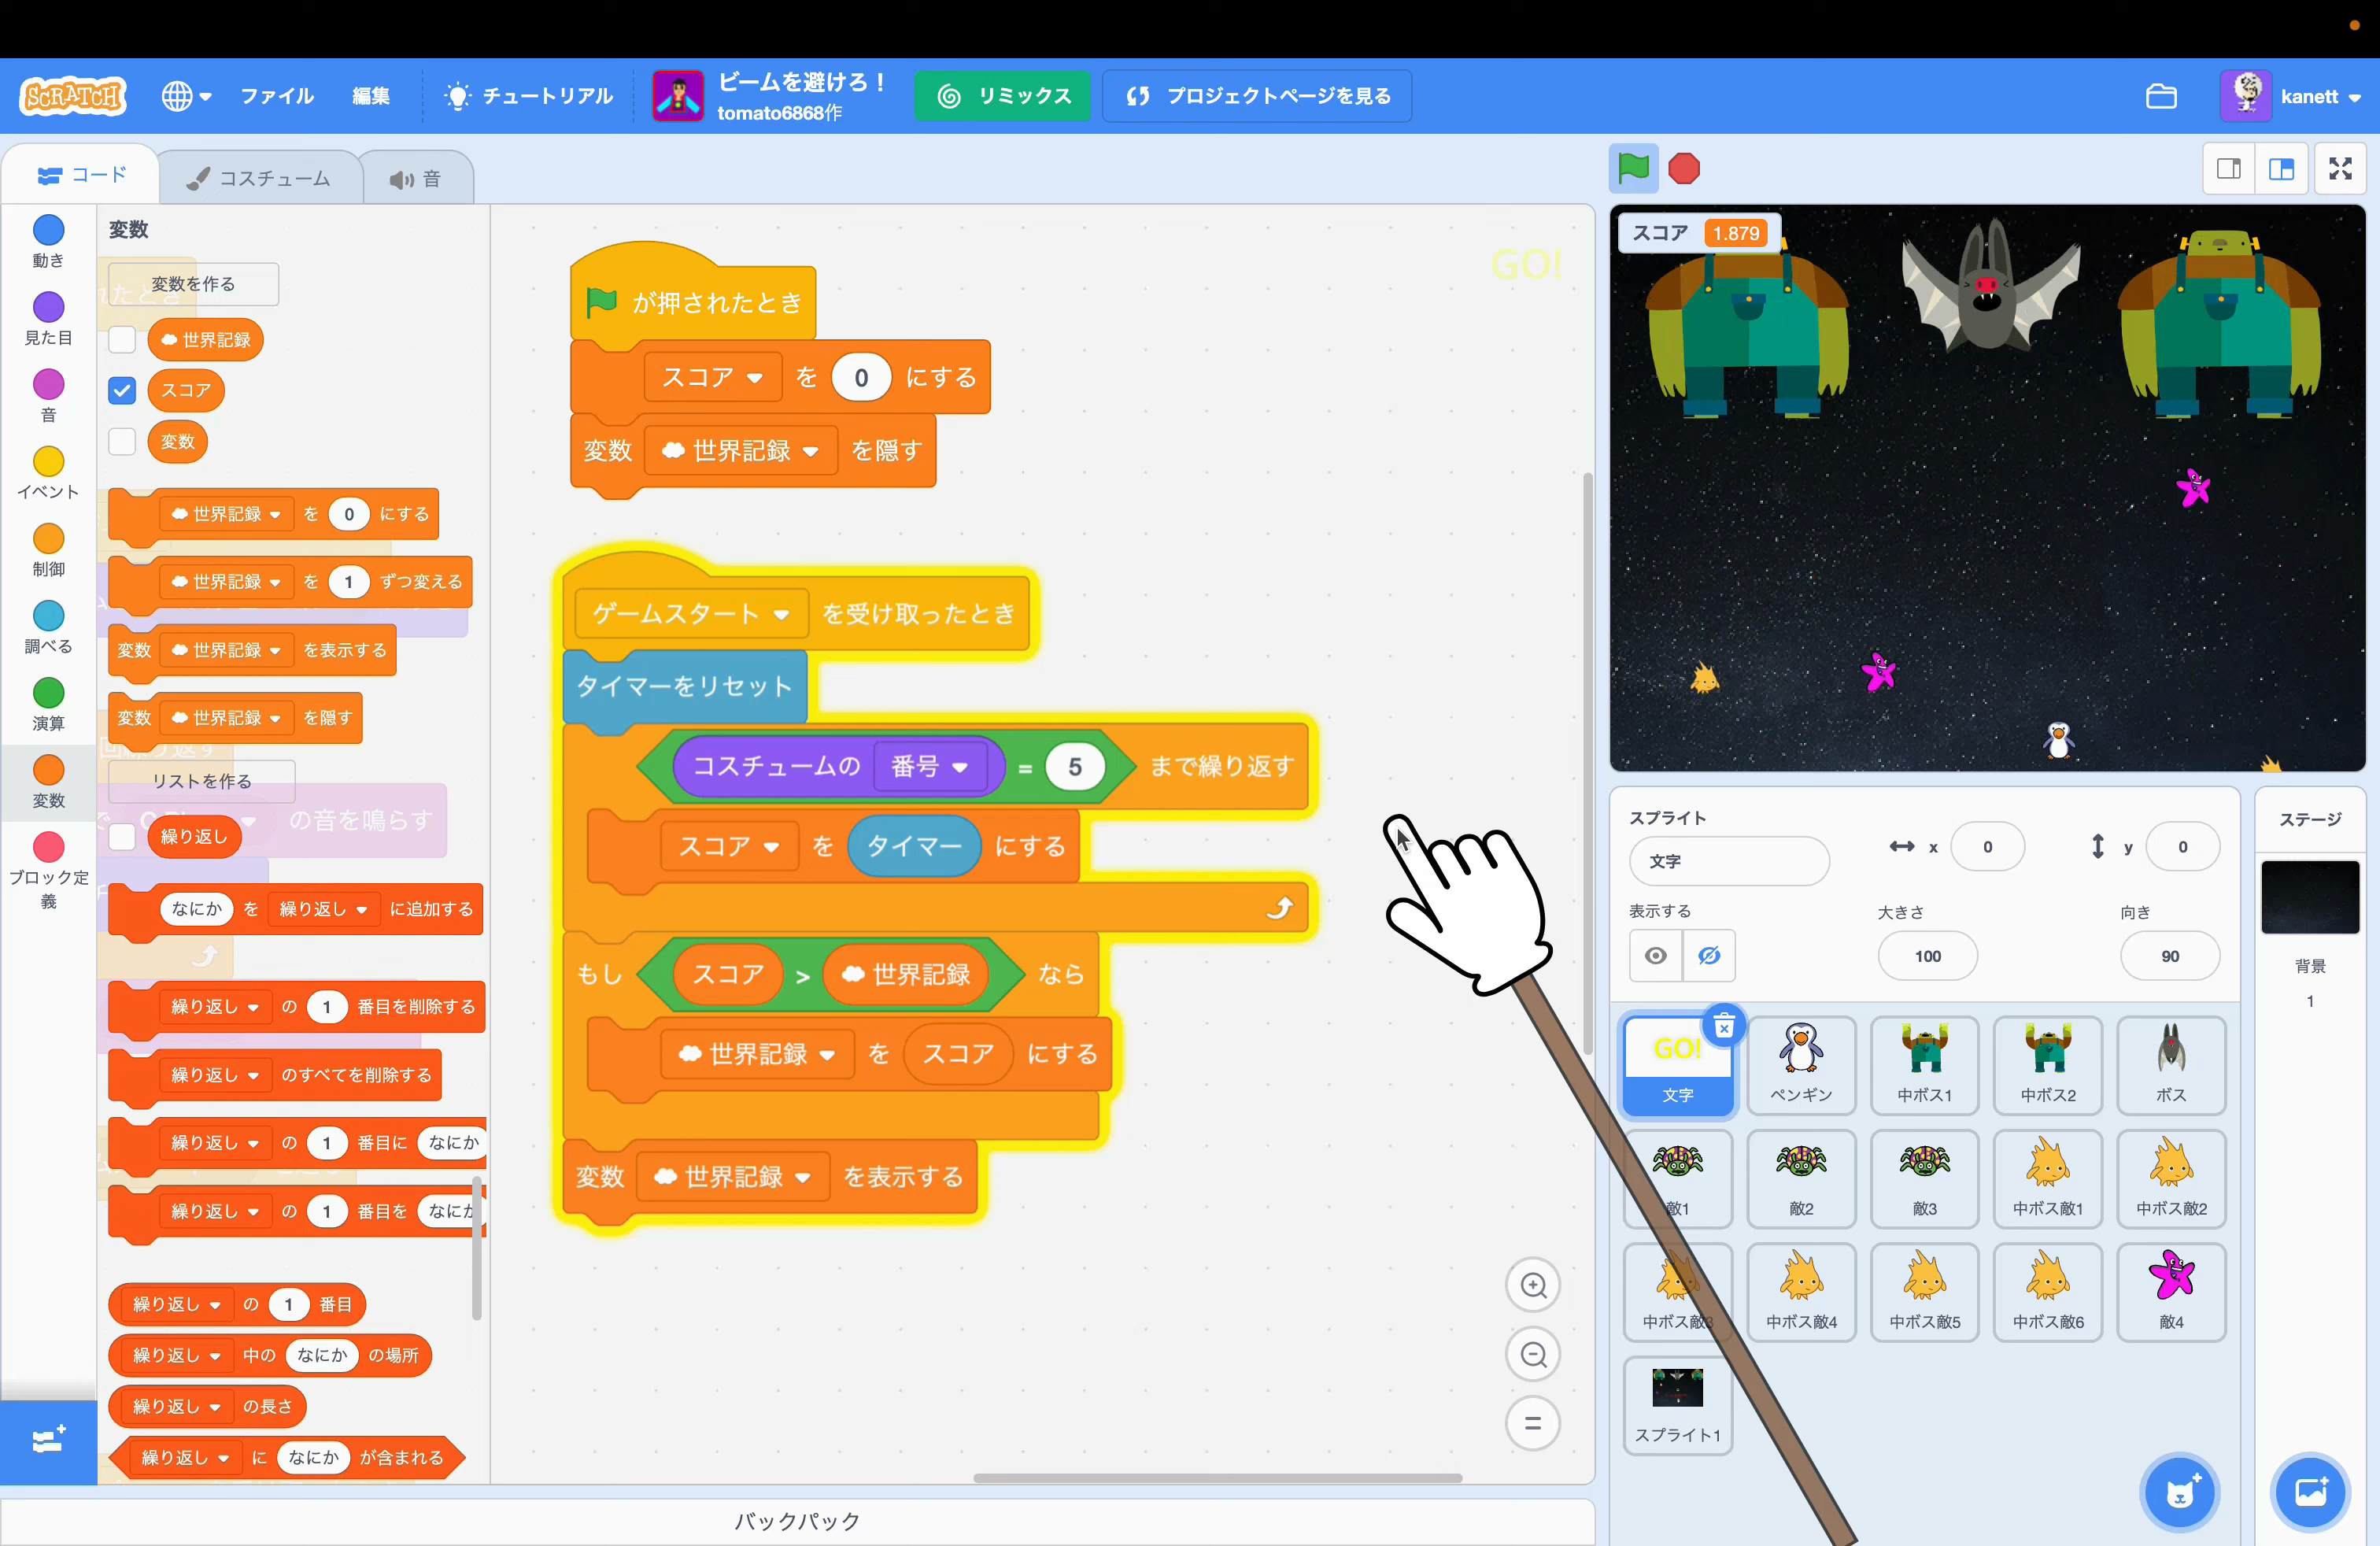 SCRATCH
ファイル
編集
チュートリアル
ビームを避けろ！
tomato6868作
リミックス
プロジェクトページを見る
kanett
コード
コスチューム
音
動き
見た目
音
イベント
制御
調べる
演算
変数
ブロック定
義
変数
変数を作る
世界記録
スコア
変数
世界記録 を 0 にする
世界記録 を 1 ずつ変える
変数 世界記録 を表示する
変数 世界記録 を隠す
リストを作る
の音を鳴らす
繰り返し
なにか を 繰り返し に追加する
繰り返し の 1 番目を削除する
繰り返し のすべてを削除する
繰り返し の 1 番目に なにか
繰り返し の 1 番目を なにか
繰り返し の 1 番目
繰り返し 中の なにか の場所
繰り返し の長さ
繰り返し に なにか が含まれる
GO!
が押されたとき
スコア を 0 にする
変数 世界記録 を隠す
ゲームスタート を受け取ったとき
タイマーをリセット
コスチュームの 番号 = 5 まで繰り返す
スコア を タイマー にする
もし スコア > 世界記録 なら
世界記録 を スコア にする
変数 世界記録 を表示する
バックパック
スコア 1.879
スプライト
文字
x 0
y 0
表示する
大きさ
100
向き
90
GO!
文字
ペンギン
中ボス1
中ボス2
ボス
敵1
敵2
敵3
中ボス敵1
中ボス敵2
中ボス敵3
中ボス敵4
中ボス敵5
中ボス敵6
敵4
スプライト1
ステージ
背景
1